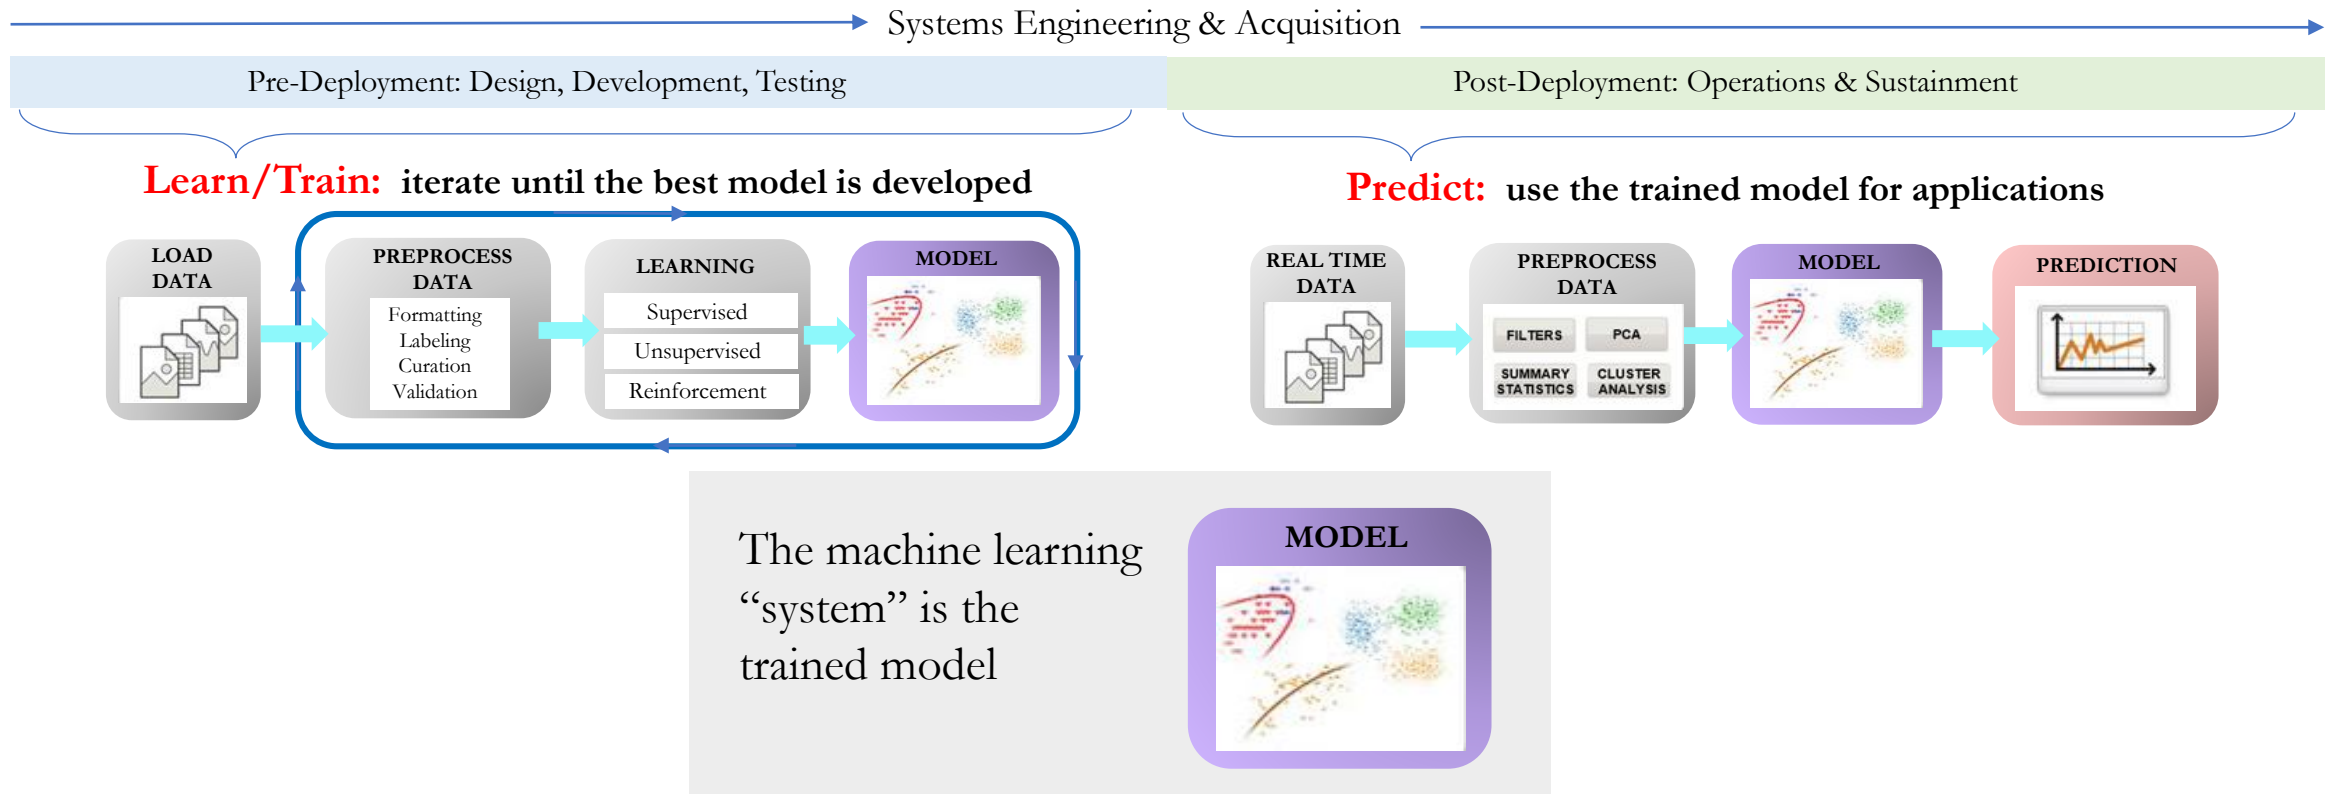 Systems Engineering & Acquisition
Pre-Deployment: Design, Development, Testing
Post-Deployment: Operations & Sustainment
Learn/Train: iterate until the best model is developed
Predict: use the trained model for applications
LOAD
DATA
PREPROCESS
DATA
Formatting
Labeling
Curation
Validation
LEARNING
Supervised
Unsupervised
Reinforcement
MODEL
REAL TIME
DATA
PREPROCESS
DATA
FILTERS
PCA
SUMMARY
STATISTICS
CLUSTER
ANALYSIS
MODEL
PREDICTION
The machine learning
“system” is the
trained model
MODEL